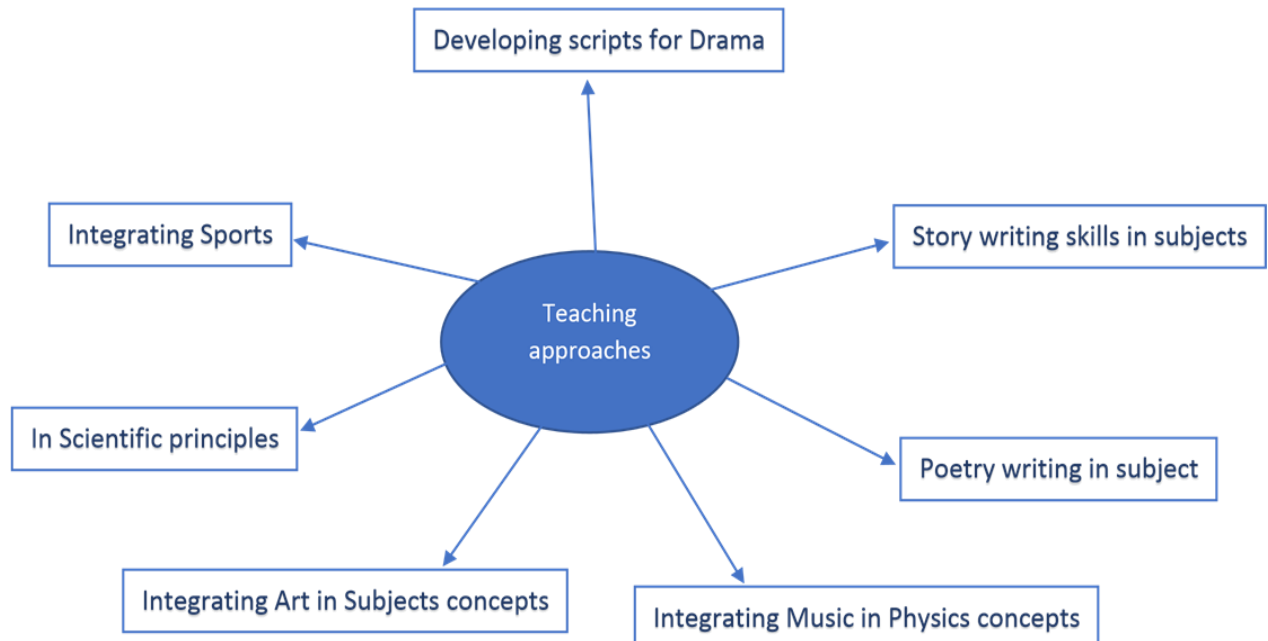 Developing scripts for Drama
Integrating Sports
Story writing skills in subjects
Teaching
approaches
In Scientific principles
Poetry writing in subject
Integrating Art in Subjects concepts
Integrating Music in Physics concepts